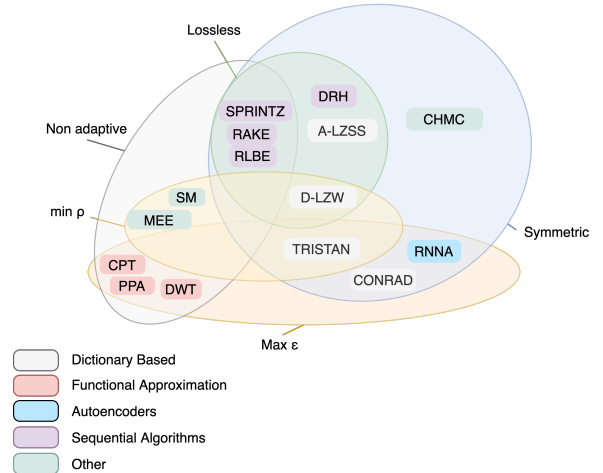 Lossless
DRH
SPRINTZ
CHMC
Non adaptive
RAKE
A-LZSS
RLBE
SM
D-LZW
min ρ
MEE
Symmetric
TRISTAN
RNNA
CPT
CONRAD
PPA
DWT
Max ε
Dictionary Based
Functional Approximation
Autoencoders
Sequential Algorithms
Other